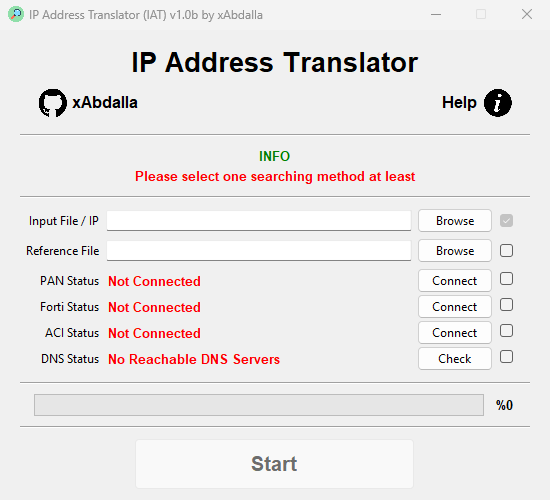 IP Address Translator (IAT) v1.0b by xAbdalla
IP Address Translator
xAbdalla Help
INFO
Please select one searching method at least
Input File / IP Browse
Reference File Browse
PAN Status Not Connected Connect
Forti Status Not Connected Connect
ACI Status Not Connected Connect
DNS Status No Reachable DNS Servers Check
%0
Start